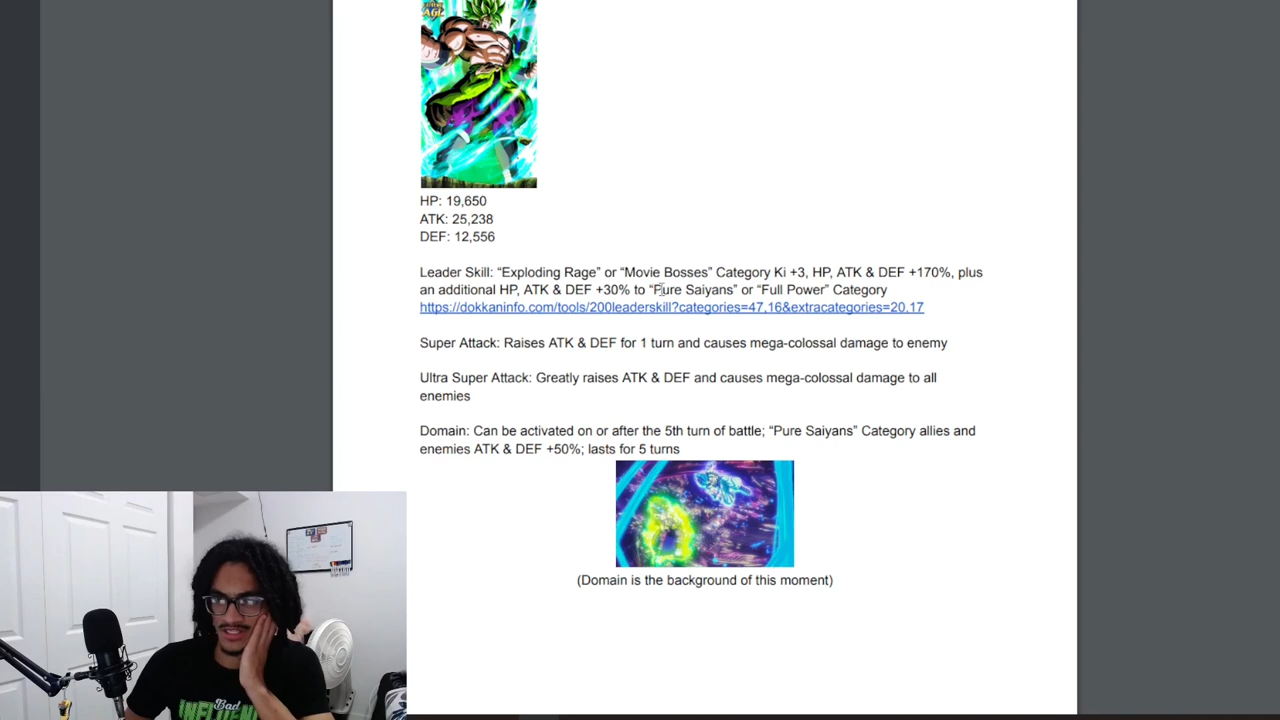 AGL
HP: 19,650
ATK: 25,238
DEF: 12,556
Leader Skill: “Exploding Rage” or “Movie Bosses” Category Ki +3, HP, ATK & DEF +170%, plus
an additional HP, ATK & DEF +30% to “Pure Saiyans” or “Full Power” Category
https://dokkaninfo.com/tools/200leaderskill?categories=47,16&extracategories=20,17
Super Attack: Raises ATK & DEF for 1 turn and causes mega-colossal damage to enemy
Ultra Super Attack: Greatly raises ATK & DEF and causes mega-colossal damage to all
enemies
Domain: Can be activated on or after the 5th turn of battle; “Pure Saiyans” Category allies and
enemies ATK & DEF +50%; lasts for 5 turns
(Domain is the background of this moment)
Bad